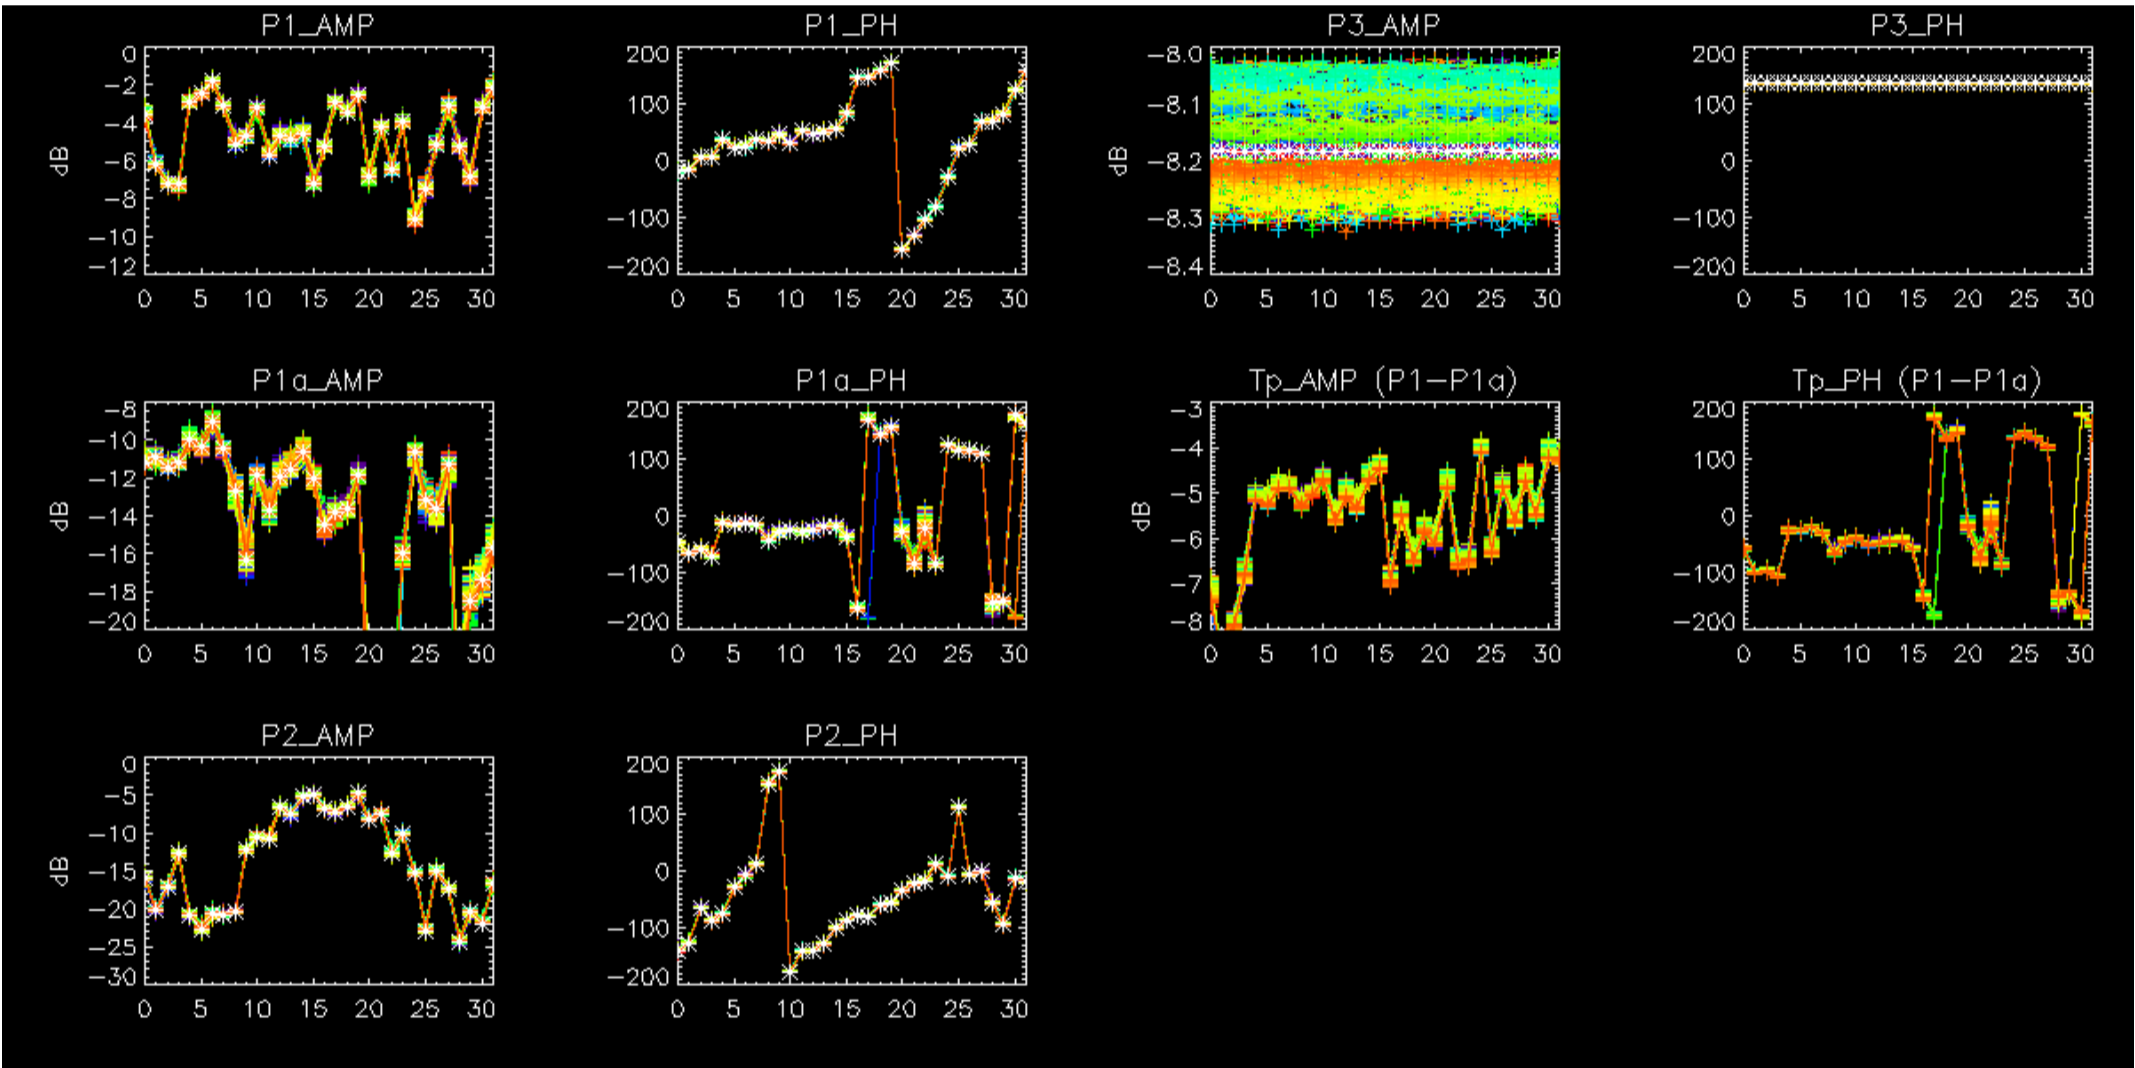 P1_AMP
0
-2
-4
-6
-8
-10
-12
dB
0 5 10 15 20 25 30
P1_PH
200
100
0
-100
-200
0 5 10 15 20 25 30
P3_AMP
-8.0
-8.1
-8.2
-8.3
-8.4
dB
0 5 10 15 20 25 30
P3_PH
200
100
0
-100
-200
0 5 10 15 20 25 30
P1a_AMP
-8
-10
-12
-14
-16
-18
-20
dB
0 5 10 15 20 25 30
P1a_PH
200
100
0
-100
-200
0 5 10 15 20 25 30
Tp_AMP (P1-P1a)
-3
-4
-5
-6
-7
-8
dB
0 5 10 15 20 25 30
Tp_PH (P1-P1a)
200
100
0
-100
-200
0 5 10 15 20 25 30
P2_AMP
0
-5
-10
-15
-20
-25
-30
dB
0 5 10 15 20 25 30
P2_PH
200
100
0
-100
-200
0 5 10 15 20 25 30